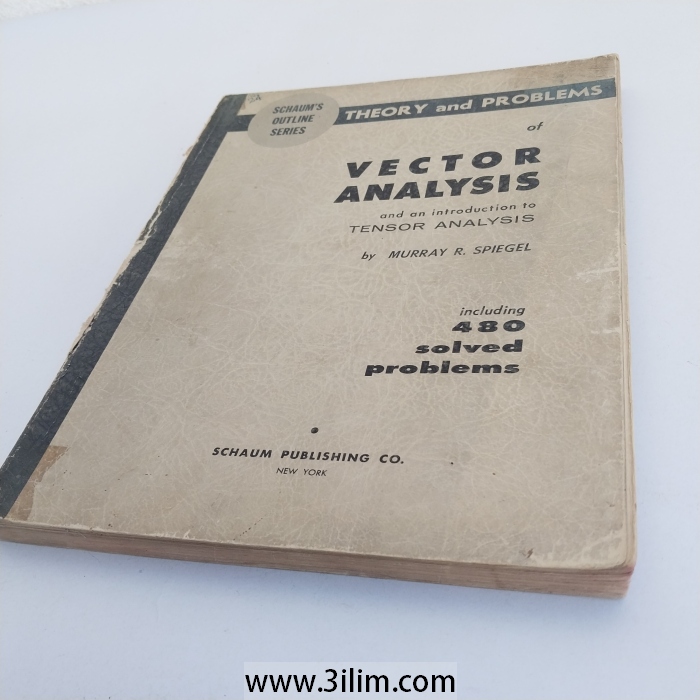 SCHAUM'S
OUTLINE
SERIES
THEORY and PROBLEMS
of
VECTOR
ANALYSIS
and an introduction to
TENSOR ANALYSIS
by MURRAY R. SPIEGEL
including
480
solved
problems
SCHAUM PUBLISHING CO.
NEW YORK
www.3ilim.com